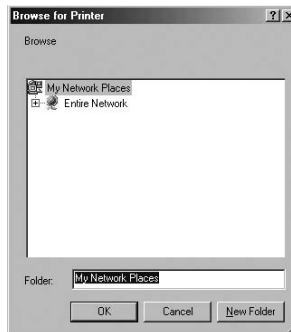 Browse for Printer
Browse
My Network Places
Entire Network
Folder: My Network Places
OK Cancel New Folder